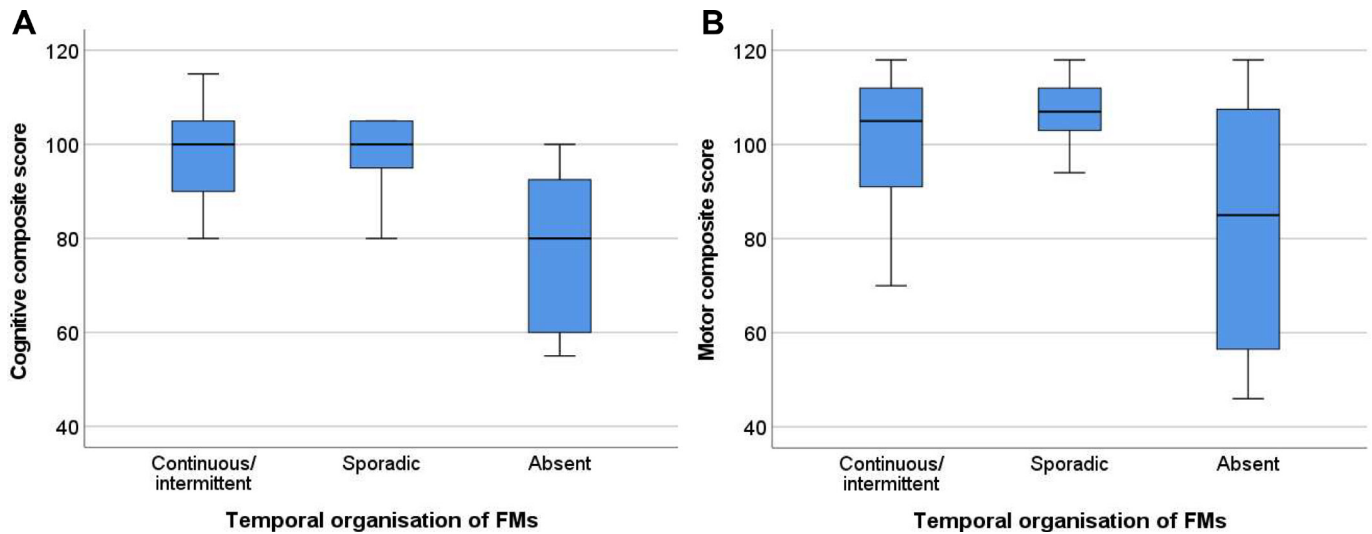 A
120
100
80
60
40
Cognitive composite score
Continuous/
intermittent
Sporadic
Absent
Temporal organisation of FMs
B
120
100
80
60
40
Motor composite score
Continuous/
intermittent
Sporadic
Absent
Temporal organisation of FMs